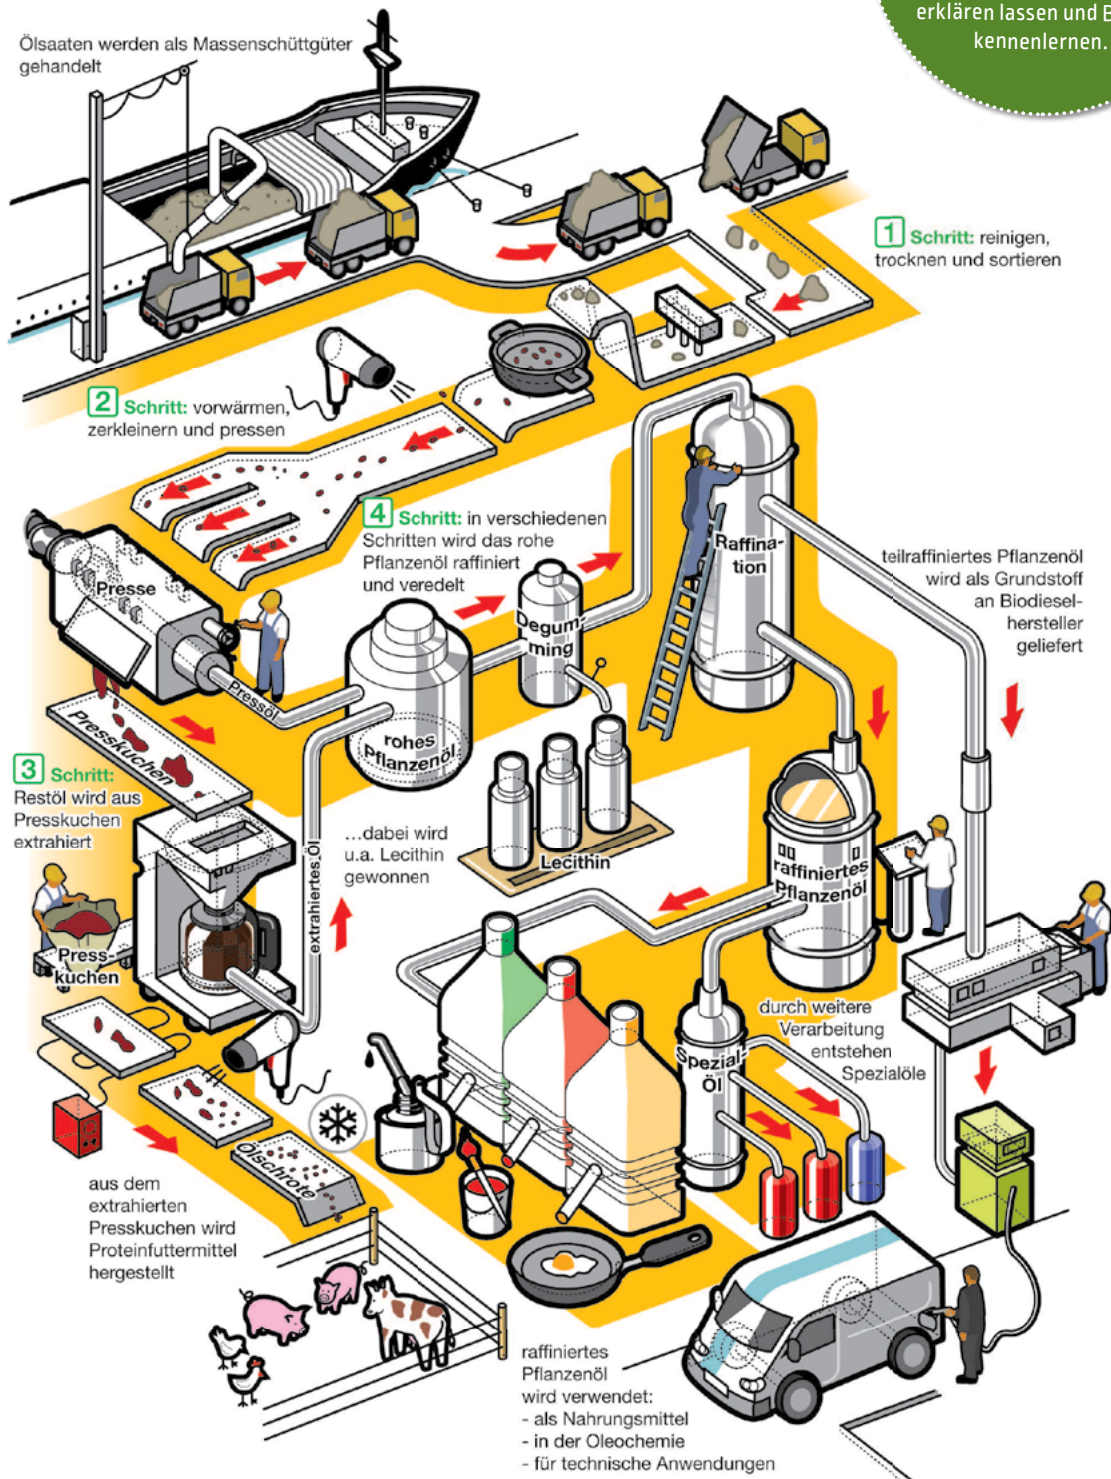 erklären lassen und B
kennenlernen.
Ölsaaten werden als Massenschüttgüter
gehandelt
1 Schritt: reinigen,
trocknen und sortieren
2 Schritt: vorwärmen,
zerkleinern und pressen
4 Schritt: in verschiedenen
Schritten wird das rohe
Pflanzenöl raffiniert
und veredelt
Raffina-
tion
teilraffiniertes Pflanzenöl
wird als Grundstoff
an Biodiesel-
hersteller
geliefert
Presse
Degum-
ming
Pressöl
rohes
Pflanzenöl
Presskuchen
3 Schritt:
Restöl wird aus
Presskuchen
extrahiert
...dabei wird
u.a. Lecithin
gewonnen
Lecithin
extrahiertes Öl
raffiniertes
Pflanzenöl
Press-
kuchen
durch weitere
Verarbeitung
entstehen
Spezialöle
Spezial-
Öl
Ölschrote
aus dem
extrahierten
Presskuchen wird
Proteinfuttermittel
hergestellt
raffiniertes
Pflanzenöl
wird verwendet:
- als Nahrungsmittel
- in der Oleochemie
- für technische Anwendungen